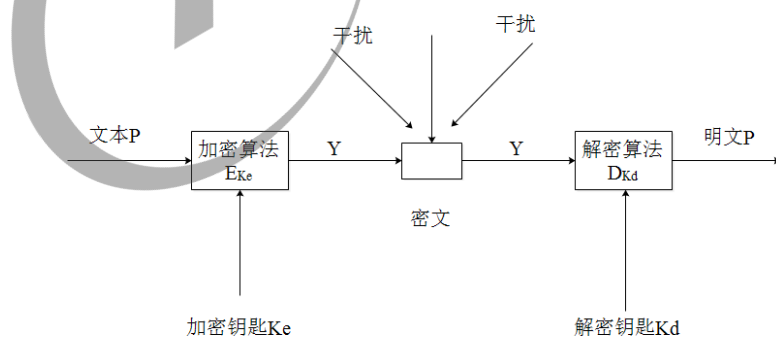 干扰
干扰
文本P
加密算法
EKe
Y
Y
解密算法
DKd
明文P
密文
加密钥匙Ke
解密钥匙Kd